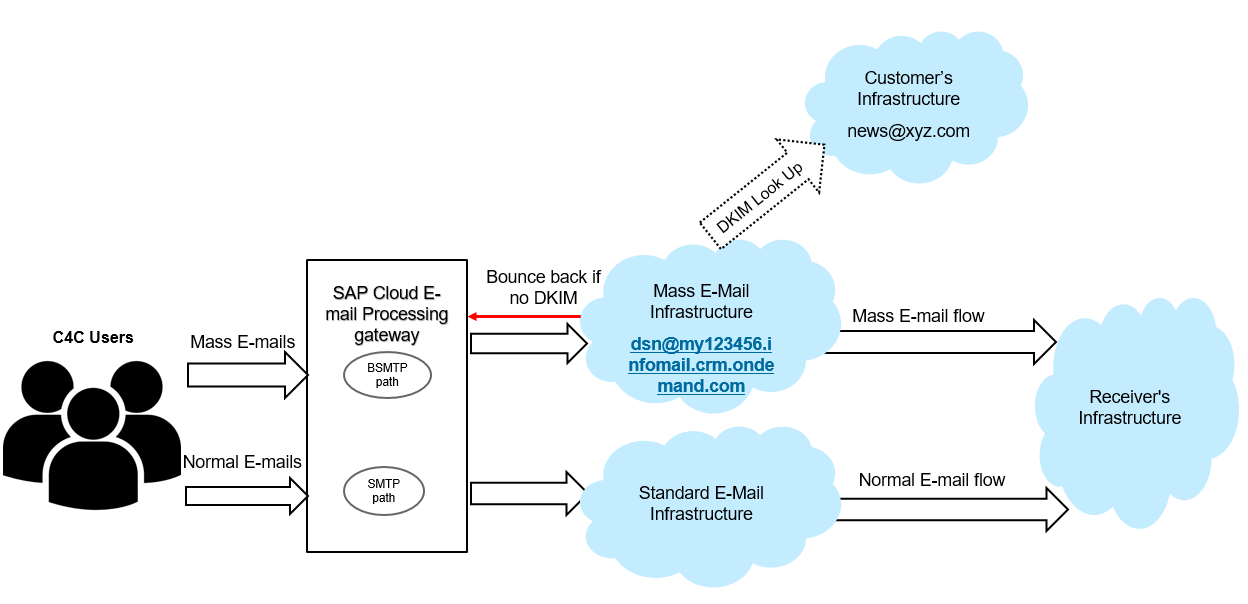 Customer’s
Infrastructure
news@xyz.com
DKIM Look Up
Bounce back if
no DKIM
Mass E-Mail
Infrastructure
dsn@my123456.i
nfomail.crm.onde
mand.com
SAP Cloud E-
mail Processing
gateway
BSMTP
path
SMTP
path
C4C Users
Mass E-mails
Normal E-mails
Mass E-mail flow
Receiver's
Infrastructure
Standard E-Mail
Infrastructure
Normal E-mail flow